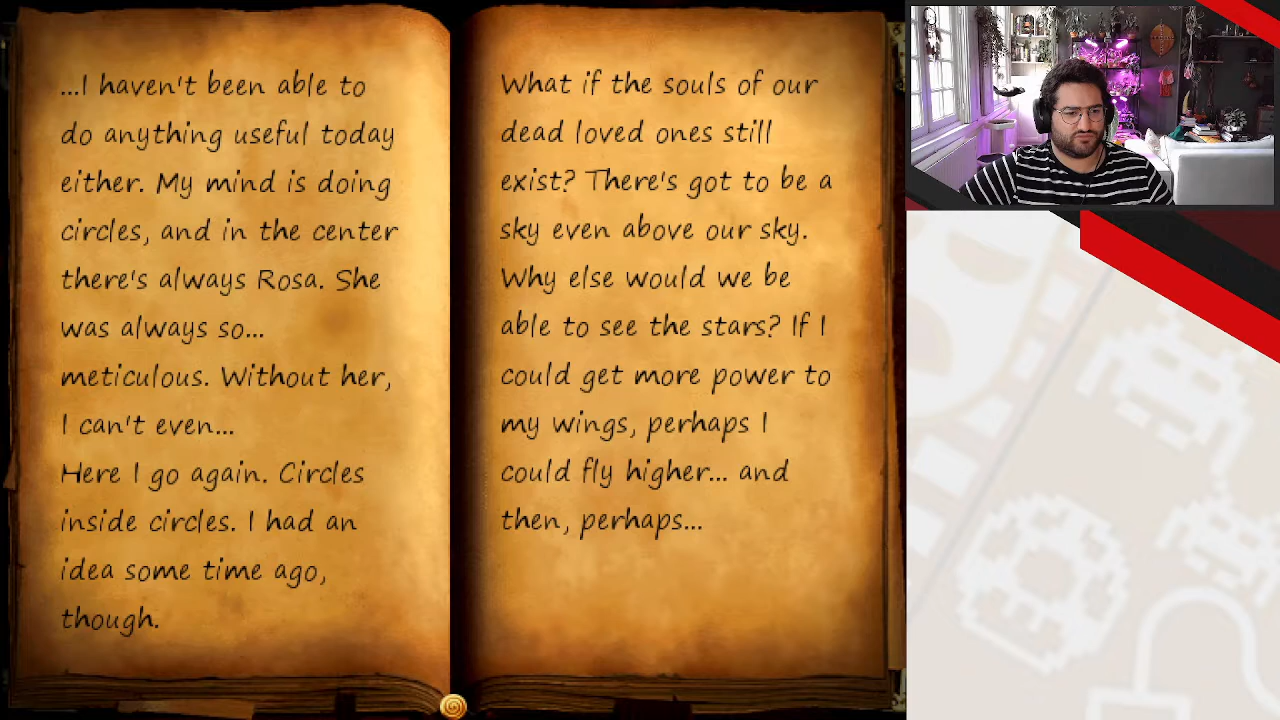 ...I haven't been able to
do anything useful today
either. My mind is doing
circles, and in the center
there's always Rosa. She
was always so...
meticulous. Without her,
I can't even...
Here I go again. Circles
inside circles. I had an
idea some time ago,
though.
What if the souls of our
dead loved ones still
exist? There's got to be a
sky even above our sky.
Why else would we be
able to see the stars? If I
could get more power to
my wings, perhaps I
could fly higher... and
then, perhaps...